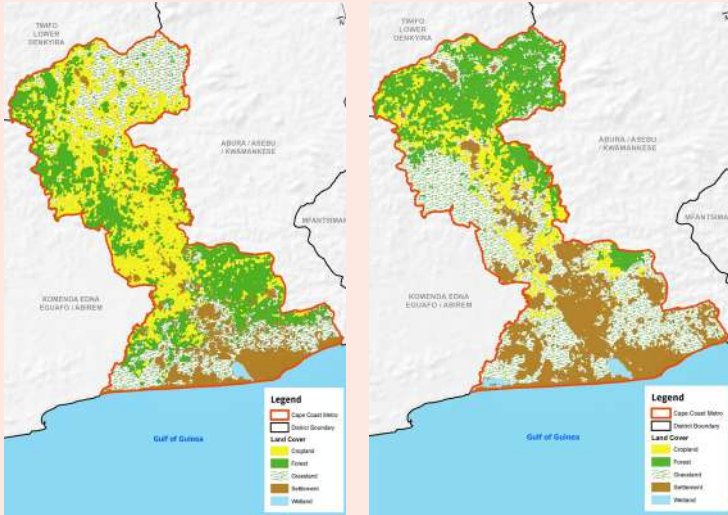 TWIFO
LOWER
DENKYIRA
ABURA / ASEBU
/ KWAMANKESE
MFANTSIMAN
KOMENDA EDNA
EGUAFO / ABIREM
Gulf of Guinea
Legend
Cape Coast Metro
District Boundary
Land Cover
Cropland
Forest
Grassland
Settlement
Wetland
TWIFO
LOWER
DENKYIRA
ABURA / ASEBU
/ KWAMANKESE
MFANTSIM
KOMENDA EDNA
EGUAFO / ABIREM
Gulf of Guinea
Legend
Cape Coast Metro
District Boundary
Land Cover
Cropland
Forest
Grassland
Settlement
Wetland